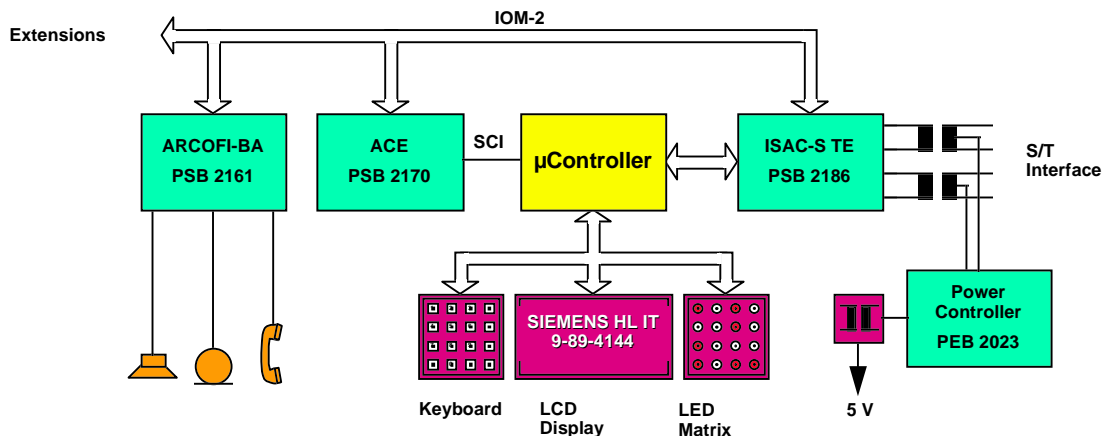 IOM-2
Extensions
ARCOFI-BA
PSB 2161
ACE
PSB 2170
SCI
µController
ISAC-S TE
PSB 2186
S/T
Interface
SIEMENS HL IT
9-89-4144
Power
Controller
PEB 2023
Keyboard
LCD
Display
LED
Matrix
5 V